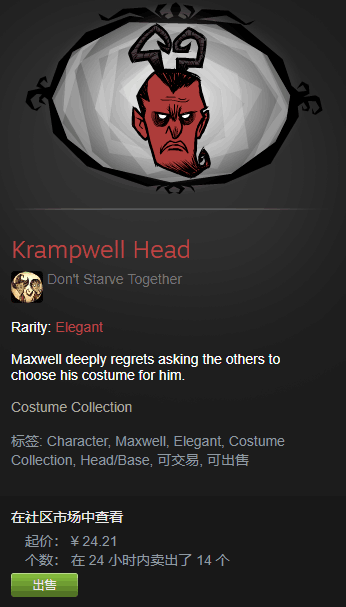 Krampwell Head
Don't Starve Together
Rarity: Elegant
Maxwell deeply regrets asking the others to
choose his costume for him.
Costume Collection
标签: Character, Maxwell, Elegant, Costume
Collection, Head/Base, 可交易, 可出售
在社区市场中查看
起价： ¥ 24.21
个数： 在 24 小时内卖出了 14 个
出售